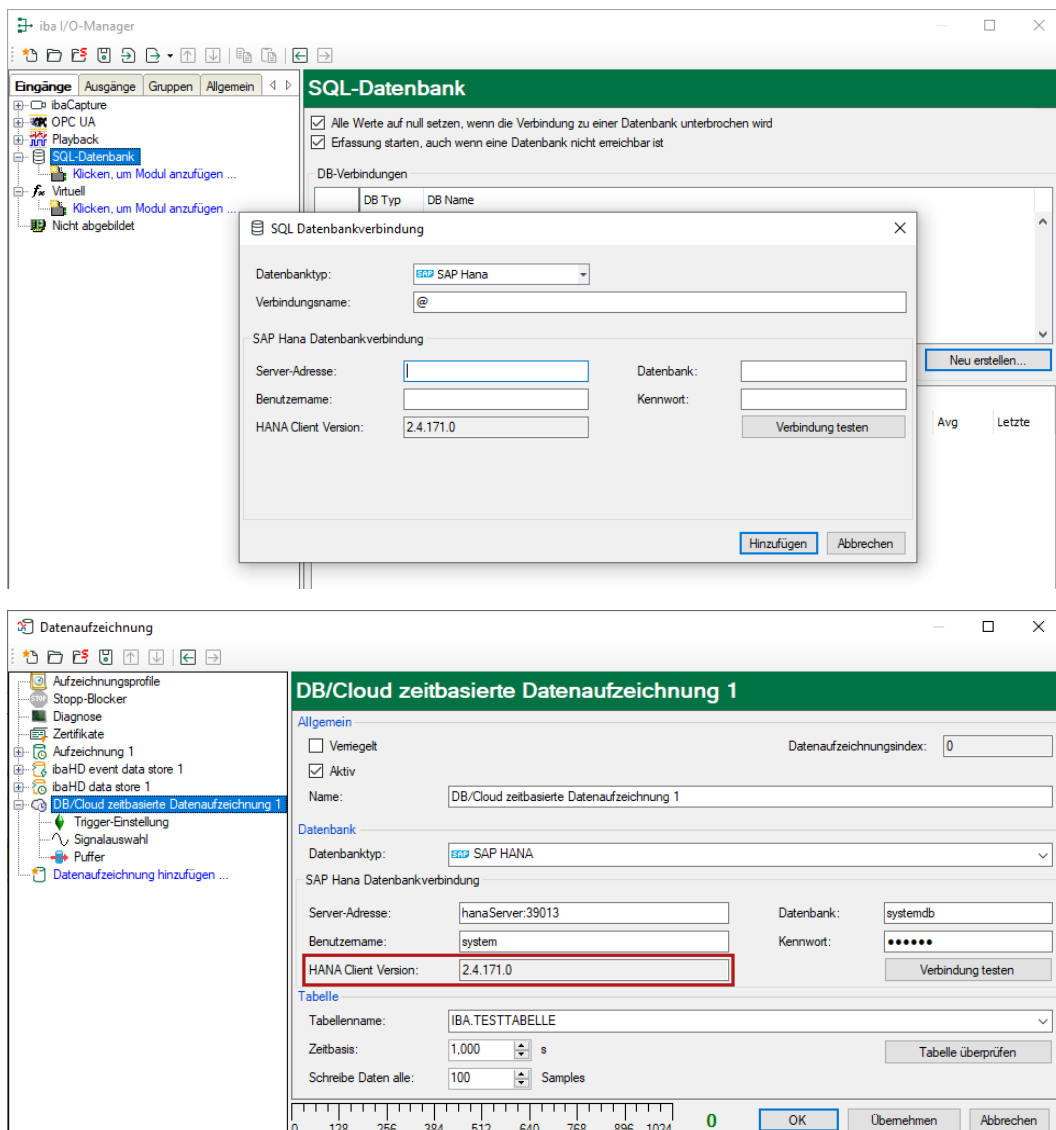 iba I/O-Manager
Eingänge Ausgänge Gruppen Allgemein
ibaCapture
OPC UA
Playback
SQL-Datenbank
Klicken, um Modul anzufügen ...
Virtuell
Klicken, um Modul anzufügen ...
Nicht abgebildet
SQL-Datenbank
Alle Werte auf null setzen, wenn die Verbindung zu einer Datenbank unterbrochen wird
Erfassung starten, auch wenn eine Datenbank nicht erreichbar ist
DB-Verbindungen
DB Typ DB Name
SQL Datenbankverbindung
Datenbanktyp: SAP SAP Hana
Verbindungsname: @
SAP Hana Datenbankverbindung
Server-Adresse: Datenbank:
Benutzername: Kennwort:
HANA Client Version: 2.4.171.0 Verbindung testen
Hinzufügen Abbrechen
Neu erstellen...
Avg Letzte
Datenaufzeichnung
Aufzeichnungsprofile
STOP Stopp-Blocker
Diagnose
Zertifikate
Aufzeichnung 1
ibaHD event data store 1
ibaHD data store 1
DB/Cloud zeitbasierte Datenaufzeichnung 1
Trigger-Einstellung
Signalauswahl
Puffer
Datenaufzeichnung hinzufügen ...
DB/Cloud zeitbasierte Datenaufzeichnung 1
Allgemein
Verriegelt Datenaufzeichnungsindex: 0
Aktiv
Name: DB/Cloud zeitbasierte Datenaufzeichnung 1
Datenbank
Datenbanktyp: SAP SAP HANA
SAP Hana Datenbankverbindung
Server-Adresse: hanaServer:39013 Datenbank: systemdb
Benutzername: system Kennwort: ●●●●●●
HANA Client Version: 2.4.171.0 Verbindung testen
Tabelle
Tabellenname: IBA.TESTTABELLE
Zeitbasis: 1,000 s Tabelle überprüfen
Schreibe Daten alle: 100 Samples
0 128 256 384 512 640 768 896 1024 0 OK Übernehmen Abbrechen